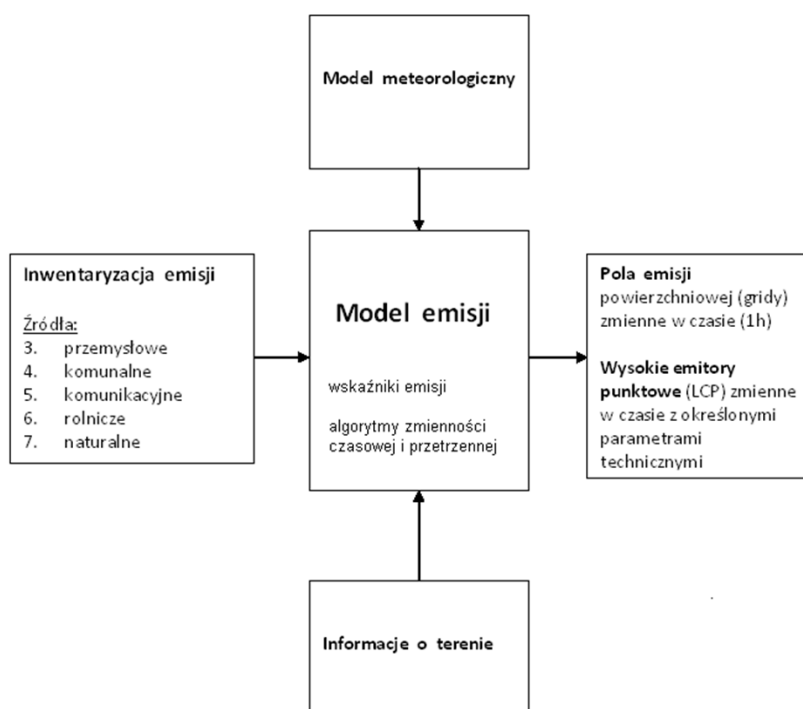 Model meteorologiczny
Inwentaryzacja emisji
Źródła:
3. przemysłowe
4. komunalne
5. komunikacyjne
6. rolnicze
7. naturalne
Model emisji
wskaźniki emisji
algorytmy zmienności
czasowej i przetrzennej
Pola emisji
powierzchniowej (gridy)
zmienne w czasie (1h)
Wysokie emitory
punktowe (LCP) zmienne
w czasie z określonymi
parametrami
technicznymi
Informacje o terenie